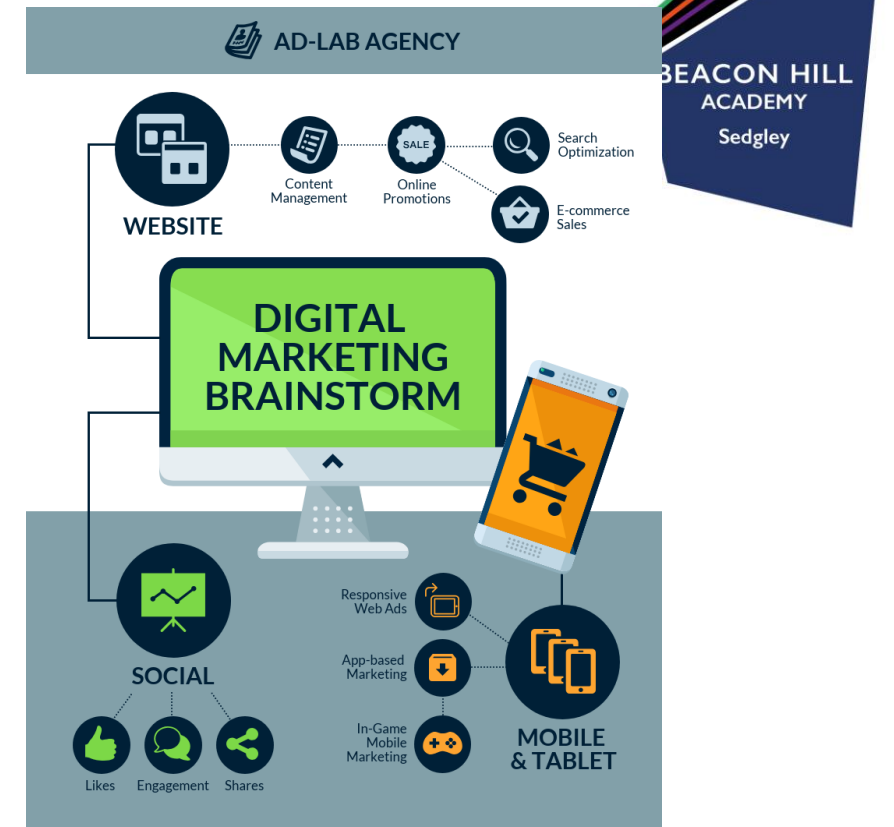 AD-LAB AGENCY
BEACON HILL
ACADEMY
Sedgley
WEBSITE
Content
Management
SALE
Online
Promotions
Search
Optimization
E-commerce
Sales
DIGITAL
MARKETING
BRAINSTORM
SOCIAL
Likes
Engagement
Shares
Responsive
Web Ads
App-based
Marketing
In-Game
Mobile
Marketing
MOBILE
& TABLET